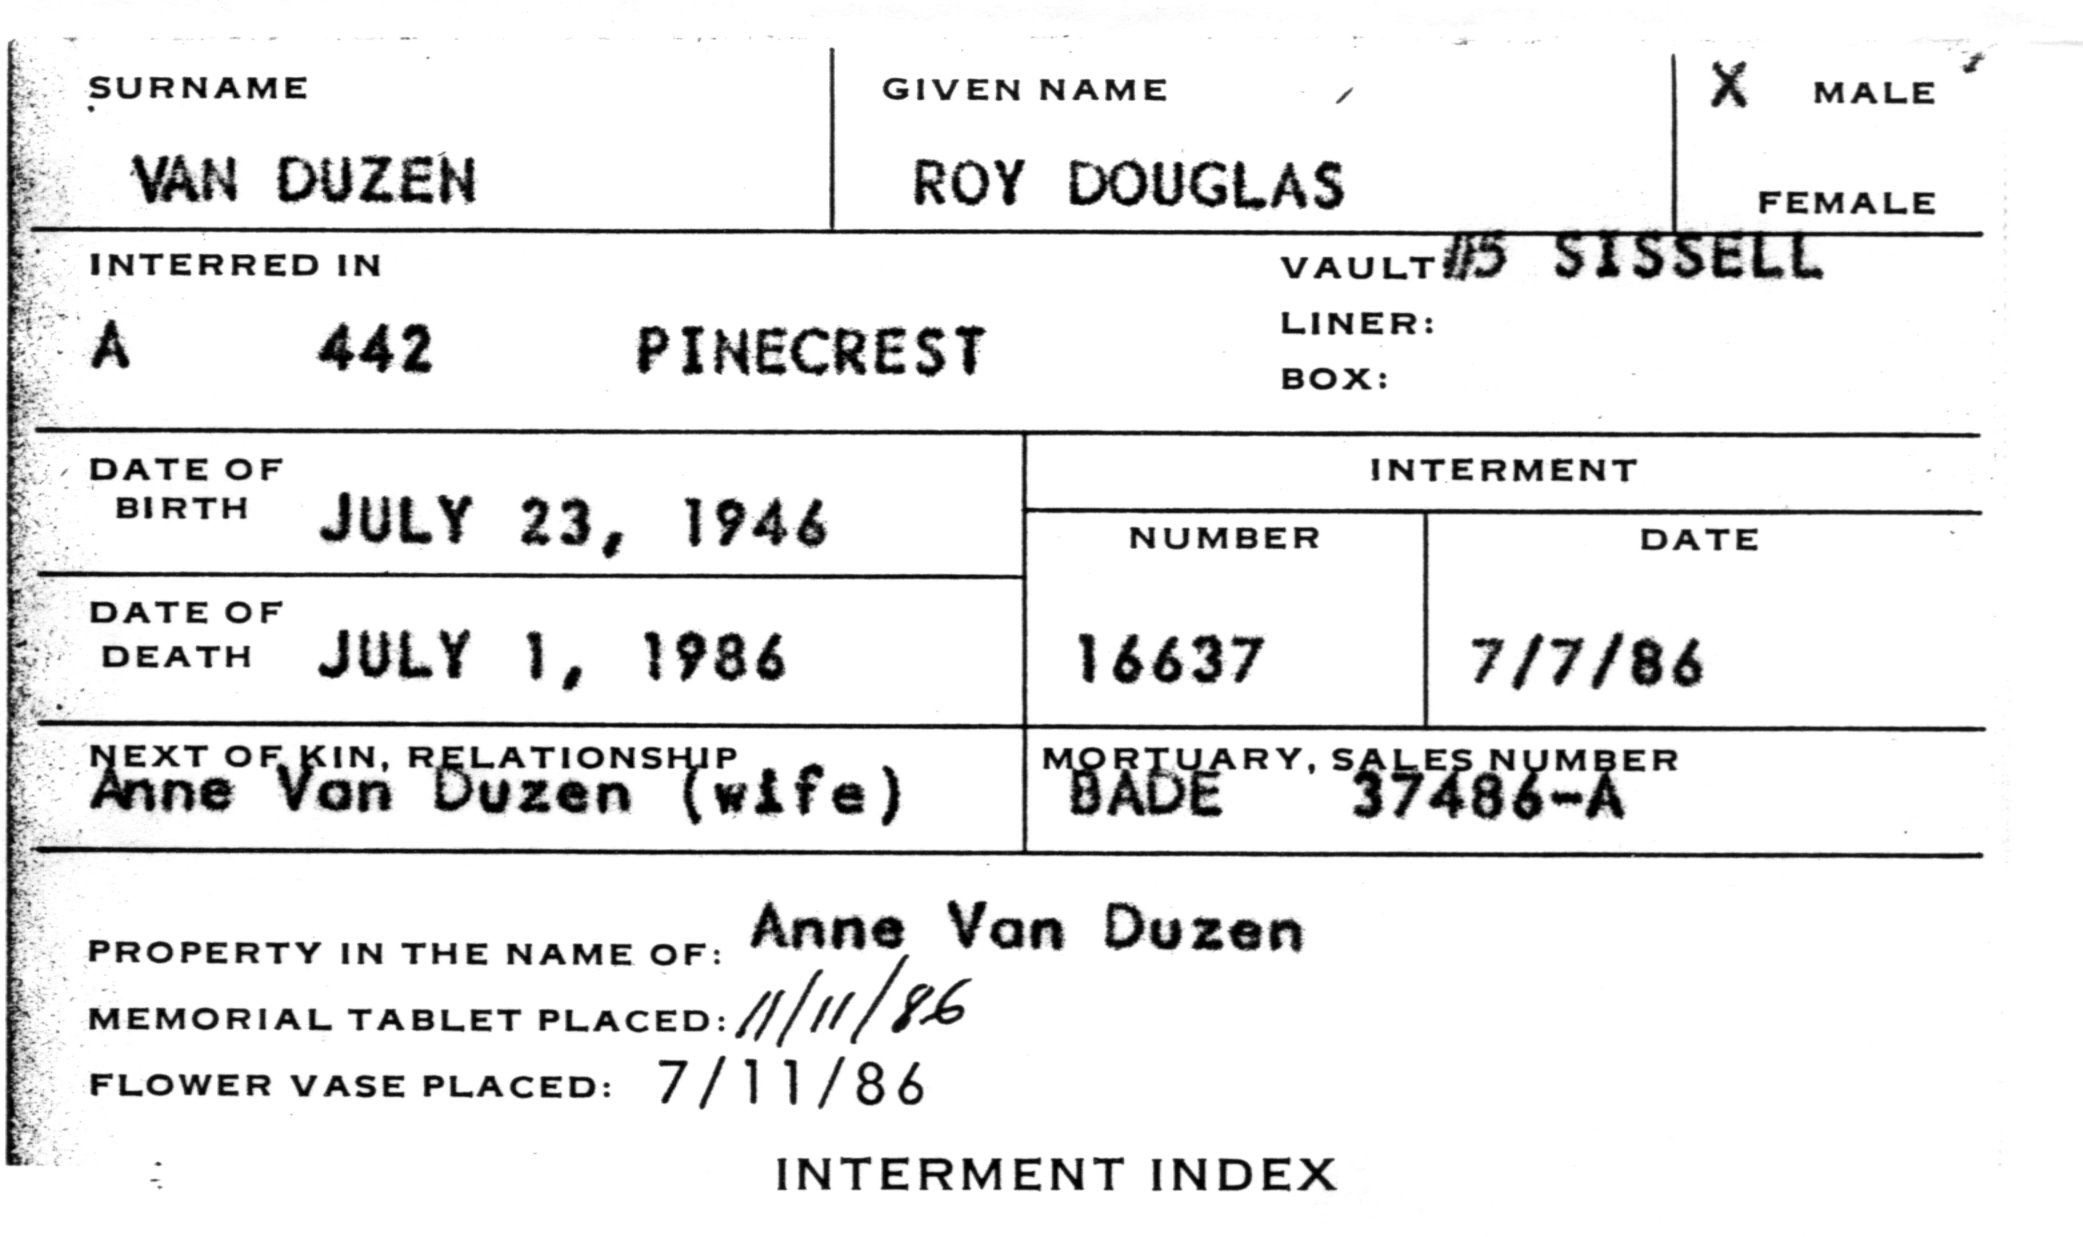 SURNAME GIVEN NAME X MALE
VAN DUZEN ROY DOUGLAS FEMALE
INTERRED IN VAULT #5 SISSELL
LINER:
A 442 PINECREST
BOX:
DATE OF BIRTH JULY 23, 1946
INTERMENT
NUMBER DATE
DATE OF DEATH JULY 1, 1986
16637 7/7/86
NEXT OF KIN, RELATIONSHIP MORTUARY, SALES NUMBER
Anne Van Duzen (wife) BADE 37486-A
PROPERTY IN THE NAME OF: Anne Van Duzen
MEMORIAL TABLET PLACED: 11/11/86
FLOWER VASE PLACED: 7/11/86
INTERMENT INDEX